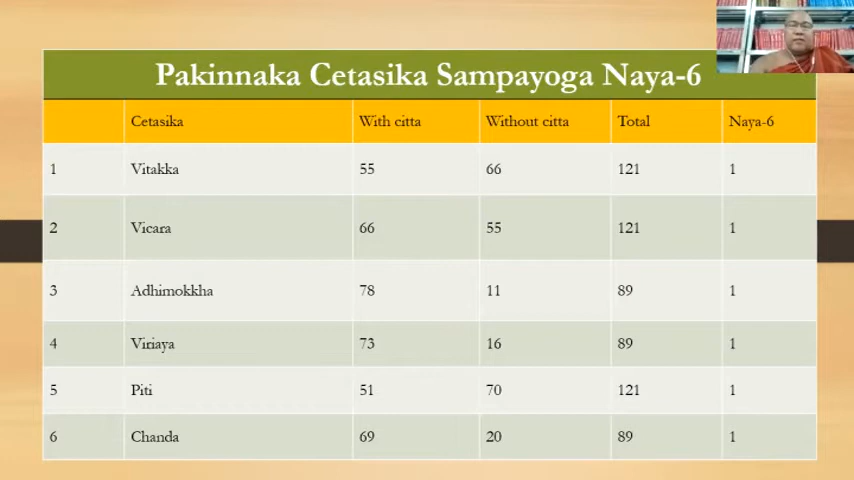 Pakinnaka Cetasika Sampayoga Naya-6
Cetasika With citta Without citta Total Naya-6
1 Vitakka 55 66 121 1
2 Vicara 66 55 121 1
3 Adhimokkha 78 11 89 1
4 Viriaya 73 16 89 1
5 Piti 51 70 121 1
6 Chanda 69 20 89 1